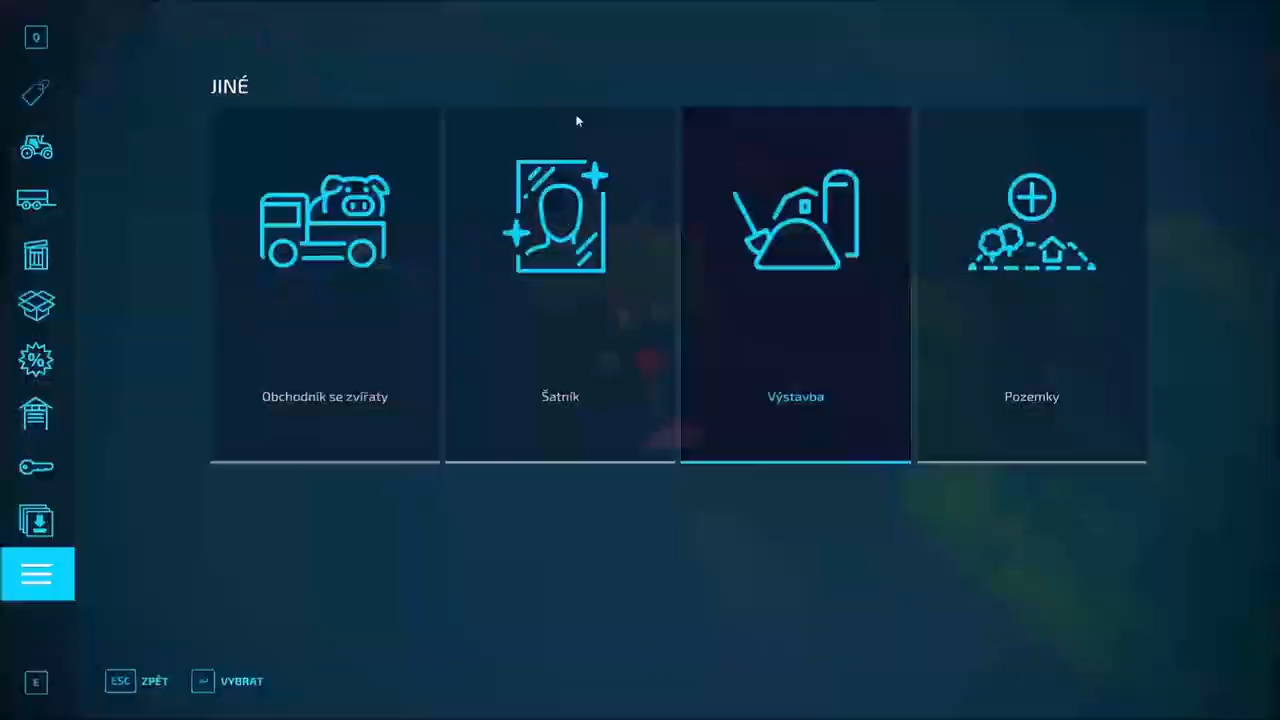 Q
JINÉ
%
Obchodník se zvířaty
Šatník
Výstavba
Pozemky
E
ESC ZPĚT
VYBRAT